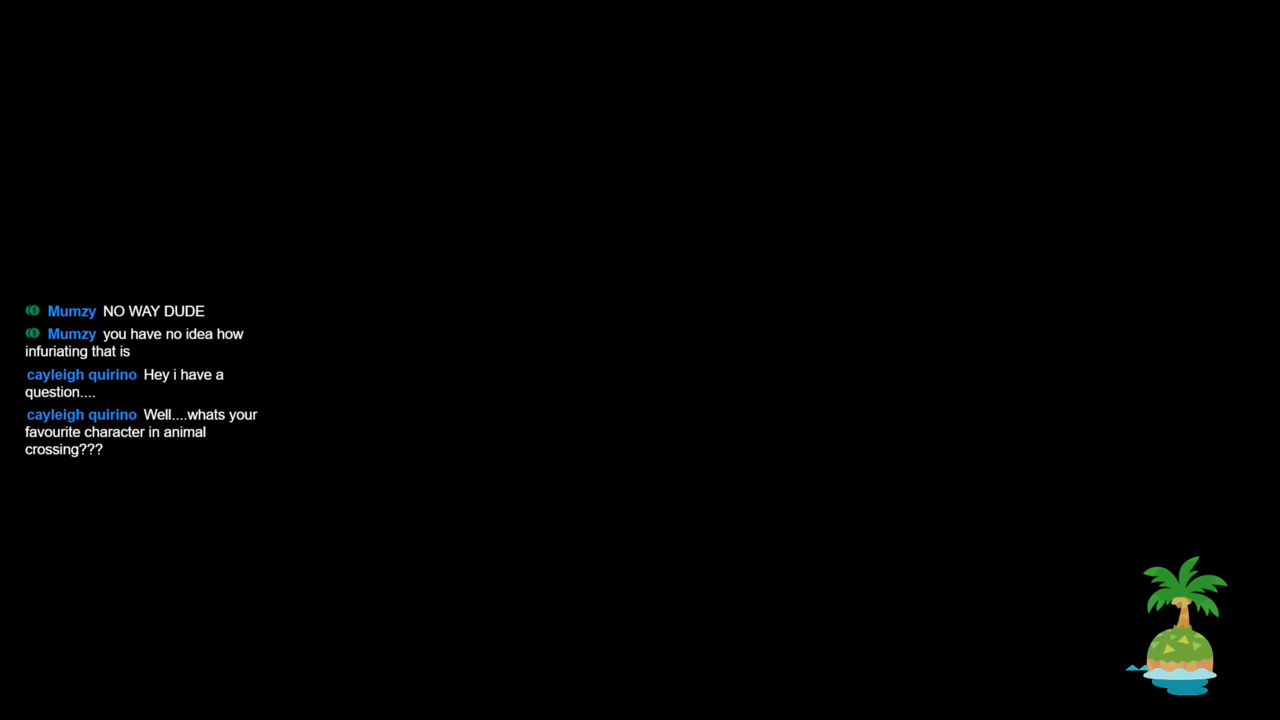 Mumzy NO WAY DUDE
Mumzy you have no idea how
infuriating that is
cayleigh quirino Hey i have a
question....
cayleigh quirino Well....whats your
favourite character in animal
crossing???